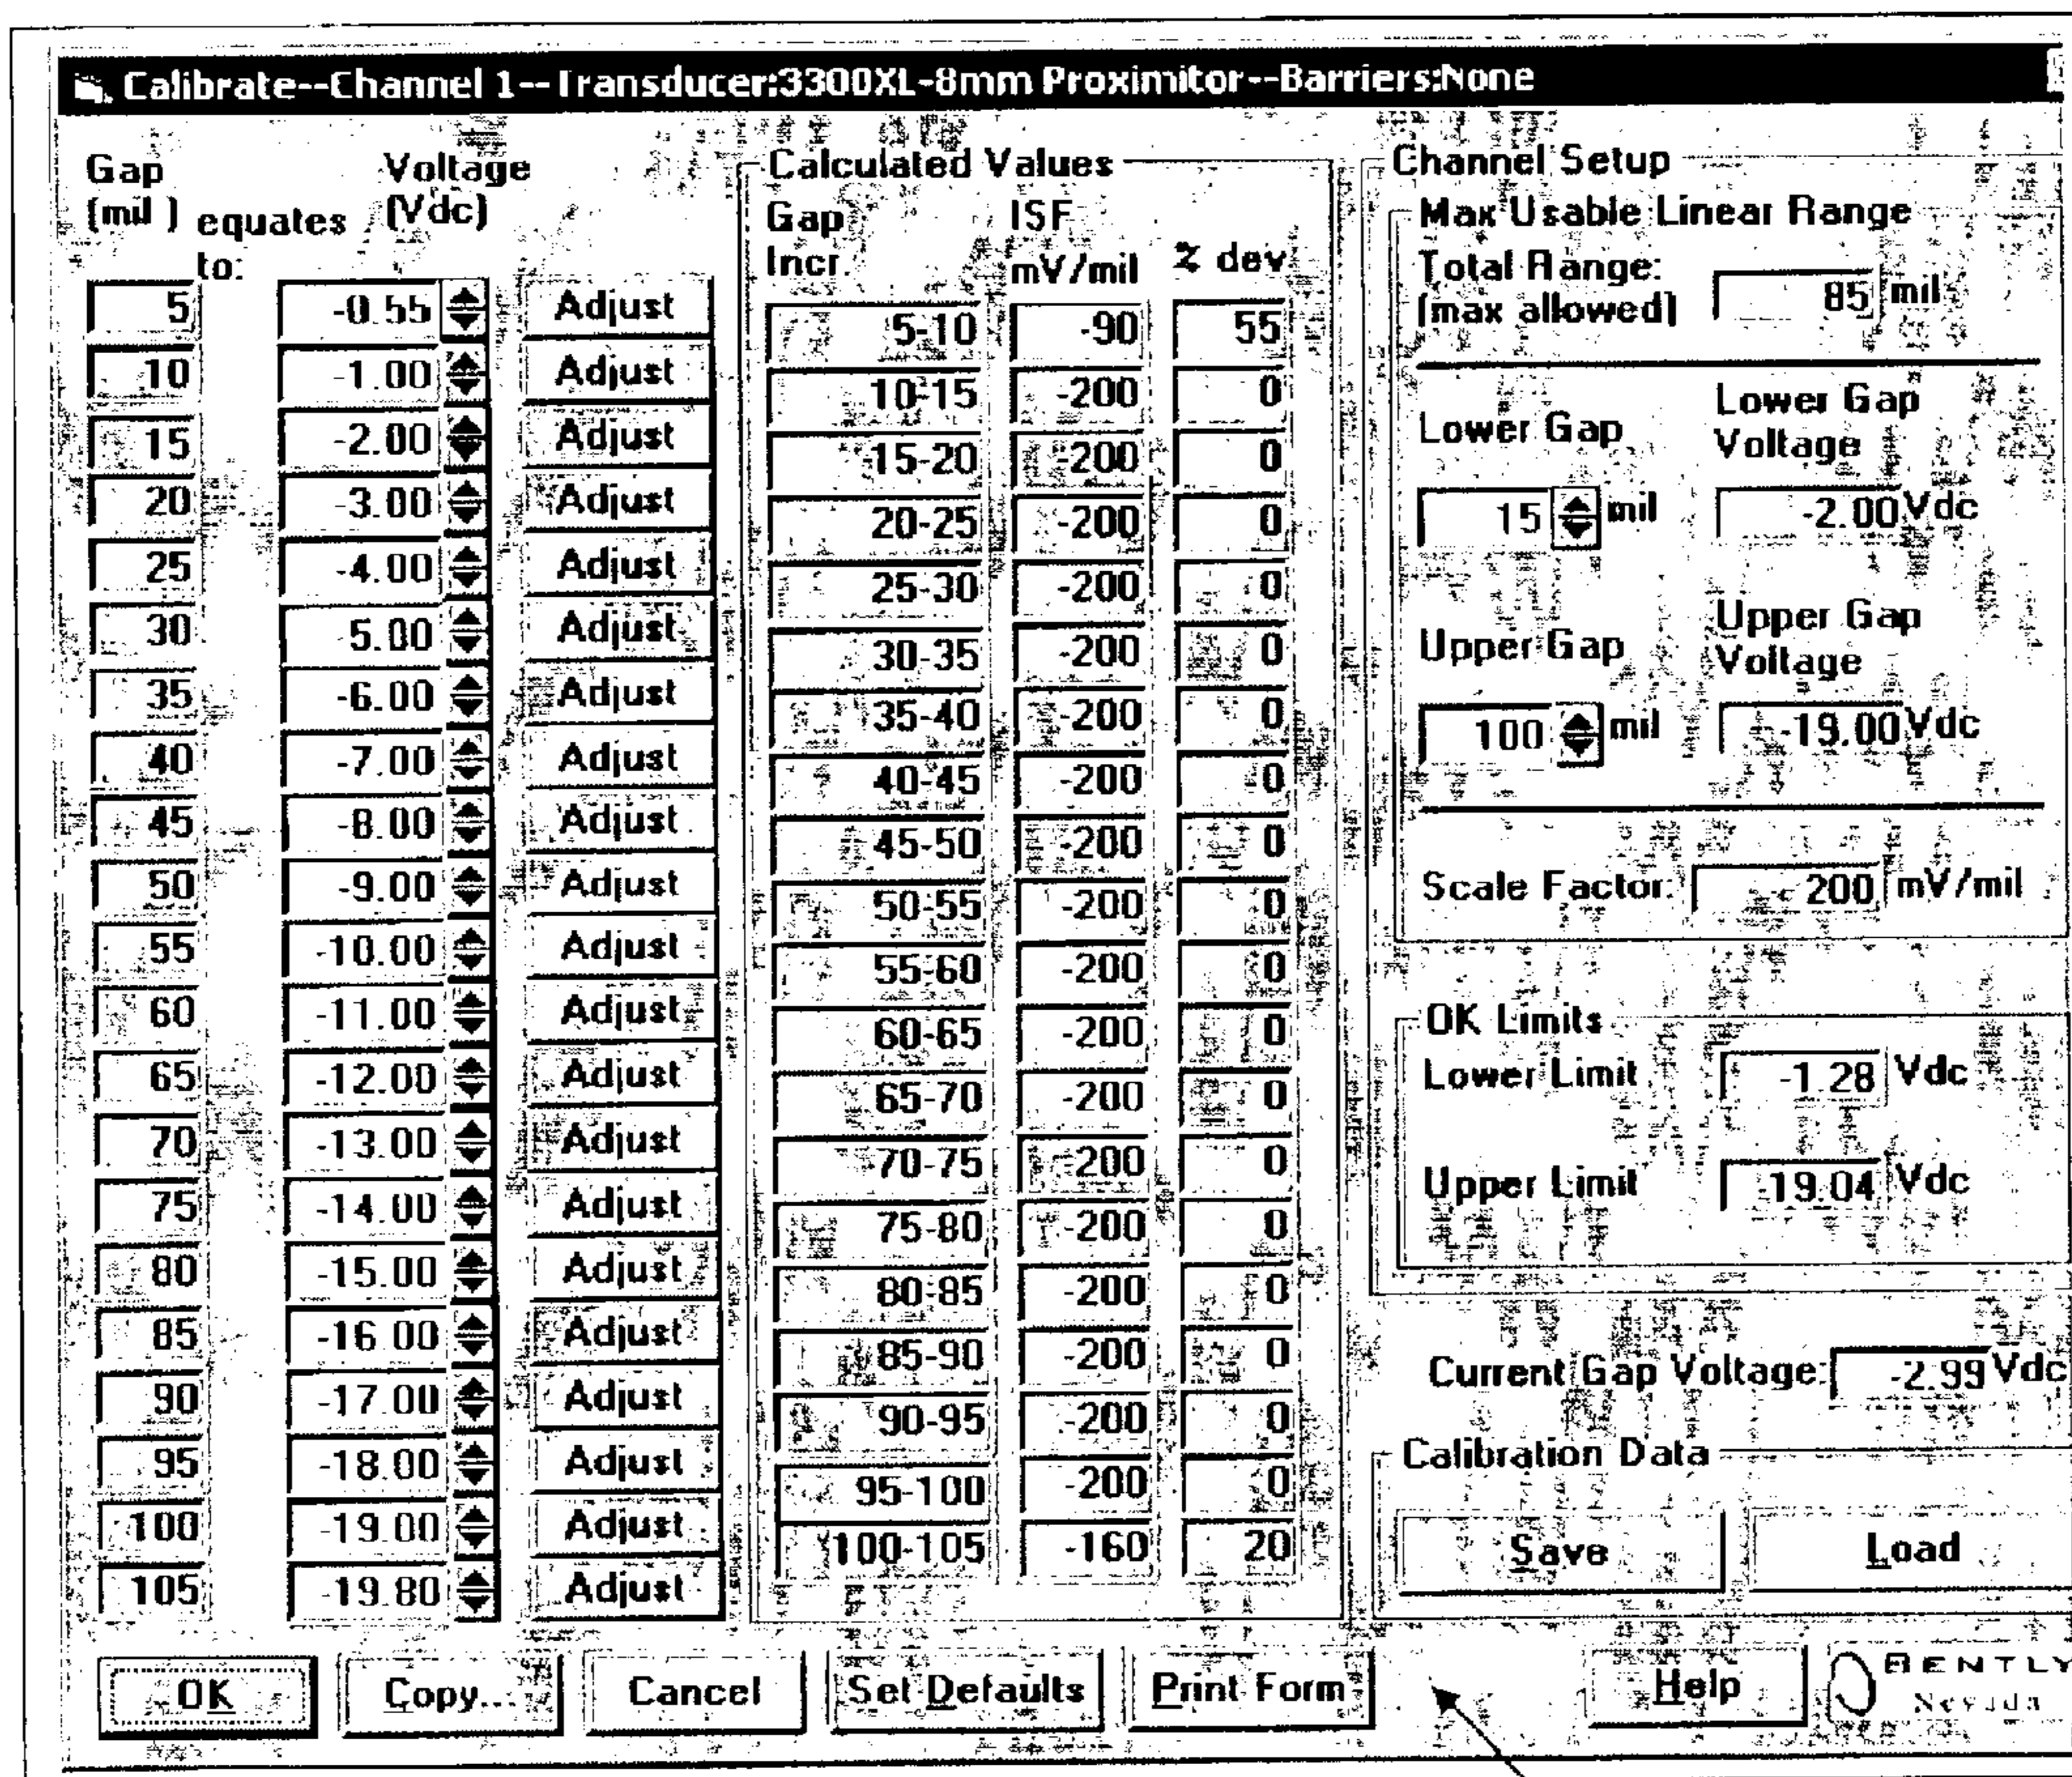 Calibrate--Channel 1--Transducer:3300XL-8mm Proximitor--Barriers:None
Gap (mil ) equates to: Voltage (Vdc)
5 -0.55 Adjust
10 -1.00 Adjust
15 -2.00 Adjust
20 -3.00 Adjust
25 -4.00 Adjust
30 5.00 Adjust
35 -6.00 Adjust
40 -7.00 Adjust
45 -8.00 Adjust
50 -9.00 Adjust
55 -10.00 Adjust
60 -11.00 Adjust
65 -12.00 Adjust
70 -13.00 Adjust
75 -14.00 Adjust
80 -15.00 Adjust
85 -16.00 Adjust
90 -17.00 Adjust
95 -18.00 Adjust
100 -19.00 Adjust
105 -19.80 Adjust
Calculated Values
Gap Incr. ISF mV/mil % dev
5-10 -90 55
10-15 -200 0
15-20 -200 0
20-25 -200 0
25-30 -200 0
30-35 -200 0
35-40 -200 0
40-45 -200 0
45-50 -200 0
50-55 -200 0
55-60 -200 0
60-65 -200 0
65-70 -200 0
70-75 -200 0
75-80 -200 0
80-85 -200 0
85-90 -200 0
90-95 -200 0
95-100 -200 0
100-105 -160 20
Channel Setup
Max Usable Linear Range
Total Range:
(max allowed) 85 mil
Lower Gap
Lower Gap
Voltage
15 mil -2.00 Vdc
Upper Gap
Upper Gap
Voltage
100 mil -19.00 Vdc
Scale Factor: 200 mV/mil
OK Limits
Lower Limit -1.28 Vdc
Upper Limit -19.04 Vdc
Current Gap Voltage: -2.99 Vdc
Calibration Data
Save Load
OK Copy... Cancel Set Defaults Print Form Help
BENTLY
Nevada